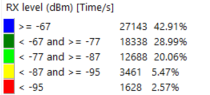 RX level (dBm) [Time/s]
>= -67 27143 42.91%
< -67 and >= -77 18338 28.99%
< -77 and >= -87 12688 20.06%
< -87 and >= -95 3461 5.47%
< -95 1628 2.57%